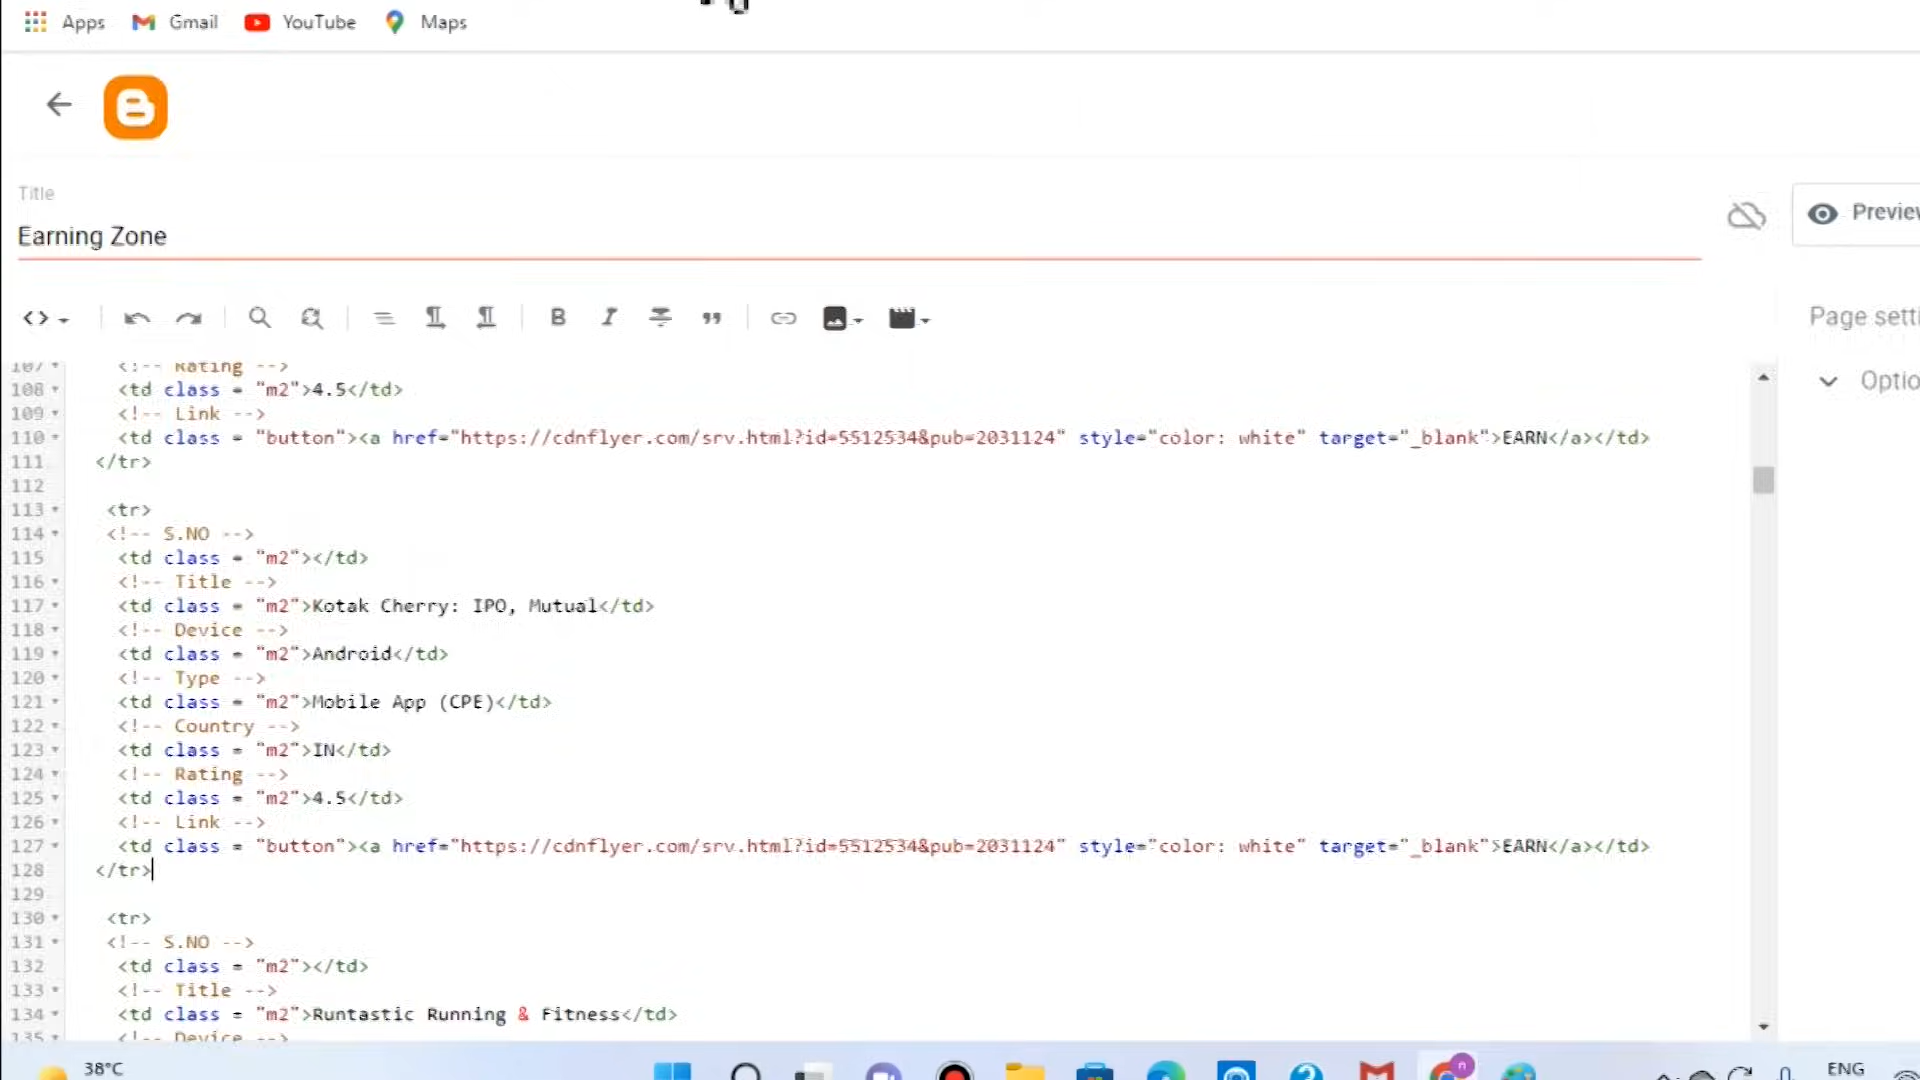 Apps Gmail YouTube Maps
Title
Earning Zone
Preview
Page setti
Optio
107 <!-- Rating -->
108 <td class = "m2">4.5</td>
109 <!-- Link -->
110 <td class = "button"><a href="https://cdnflyer.com/srv.html?id=5512534&pub=2031124" style="color: white" target="_blank">EARN</a></td>
111 </tr>
112
113 <tr>
114 <!-- S.NO -->
115 <td class = "m2"></td>
116 <!-- Title -->
117 <td class = "m2">Kotak Cherry: IPO, Mutual</td>
118 <!-- Device -->
119 <td class = "m2">Android</td>
120 <!-- Type -->
121 <td class = "m2">Mobile App (CPE)</td>
122 <!-- Country -->
123 <td class = "m2">IN</td>
124 <!-- Rating -->
125 <td class = "m2">4.5</td>
126 <!-- Link -->
127 <td class = "button"><a href="https://cdnflyer.com/srv.html?id=5512534&pub=2031124" style="color: white" target="_blank">EARN</a></td>
128 </tr>
129
130 <tr>
131 <!-- S.NO -->
132 <td class = "m2"></td>
133 <!-- Title -->
134 <td class = "m2">Runtastic Running & Fitness</td>
135 <!-- Device -->
38°C
n
ENG